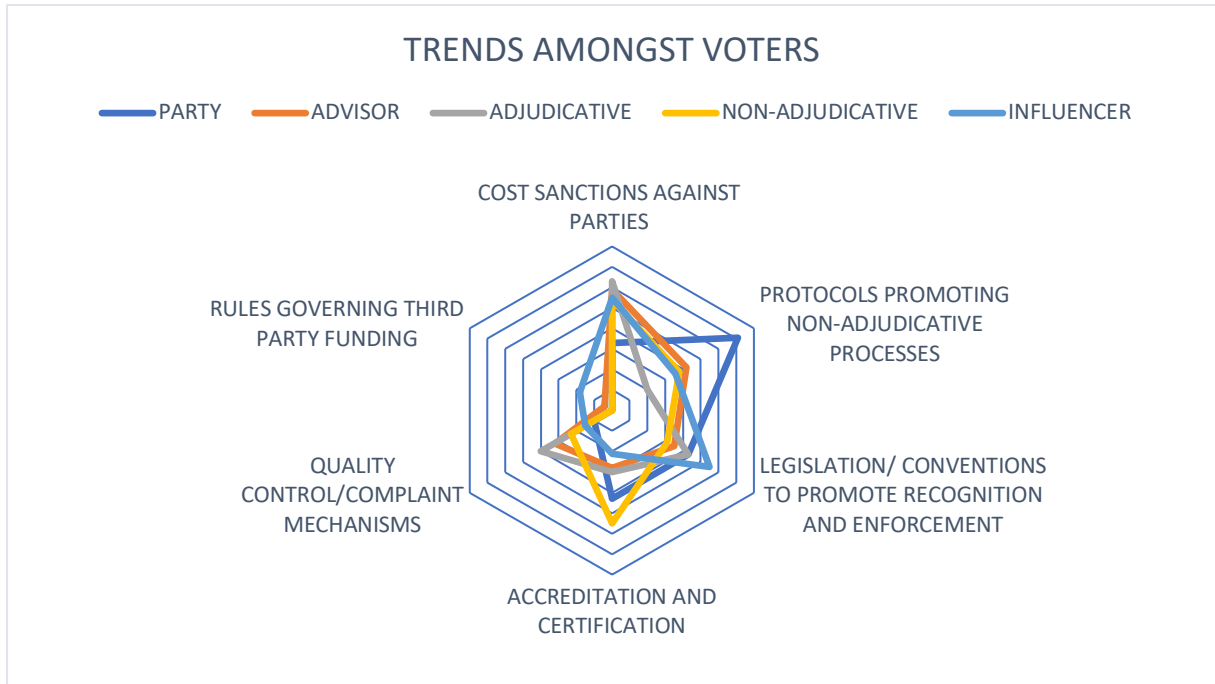 TRENDS AMONGST VOTERS
PARTY ADVISOR ADJUDICATIVE NON-ADJUDICATIVE INFLUENCER
COST SANCTIONS AGAINST
PARTIES
PROTOCOLS PROMOTING
NON-ADJUDICATIVE
PROCESSES
LEGISLATION/ CONVENTIONS
TO PROMOTE RECOGNITION
AND ENFORCEMENT
ACCREDITATION AND
CERTIFICATION
QUALITY
CONTROL/COMPLAINT
MECHANISMS
RULES GOVERNING THIRD
PARTY FUNDING